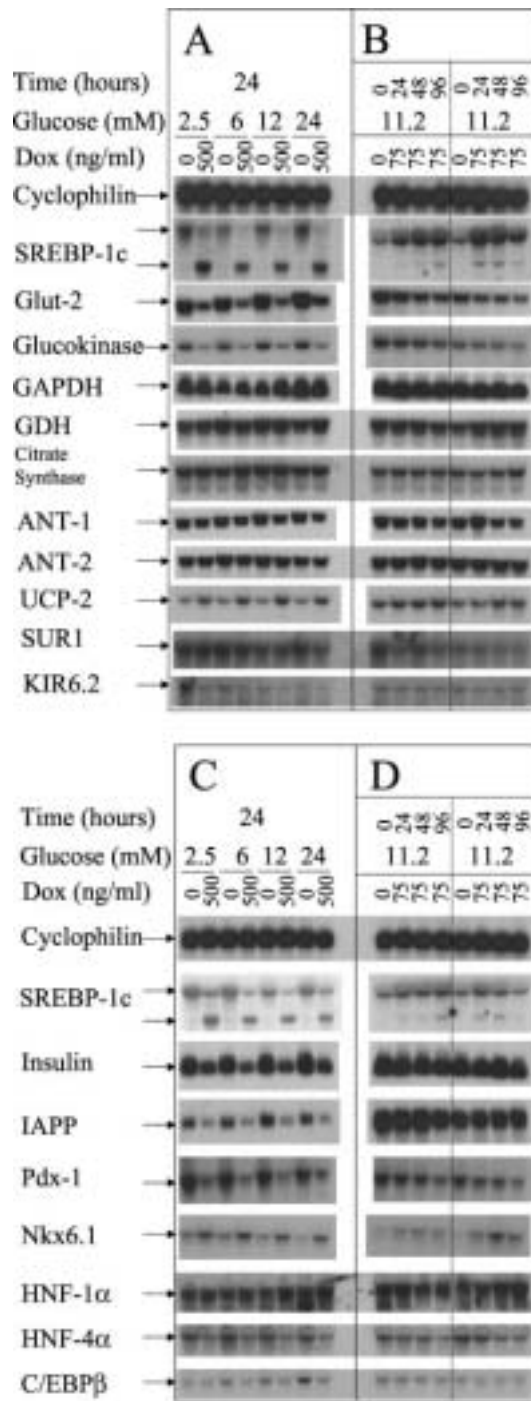 A
B
Time (hours) 24 0 24 48 96 0 24 48 96
Glucose (mM) 2.5 6 12 24 11.2 11.2
Dox (ng/ml) 0 500 0 500 0 500 0 500 0 75 75 75 0 75 75 75
Cyclophilin
SREBP-1c
Glut-2
Glucokinase
GAPDH
GDH
Citrate
Synthase
ANT-1
ANT-2
UCP-2
SUR1
KIR6.2
C
D
Time (hours) 24 0 24 48 96 0 24 48 96
Glucose (mM) 2.5 6 12 24 11.2 11.2
Dox (ng/ml) 0 500 0 500 0 500 0 500 0 75 75 75 0 75 75 75
Cyclophilin
SREBP-1c
Insulin
IAPP
Pdx-1
Nkx6.1
HNF-1α
HNF-4α
C/EBPβ